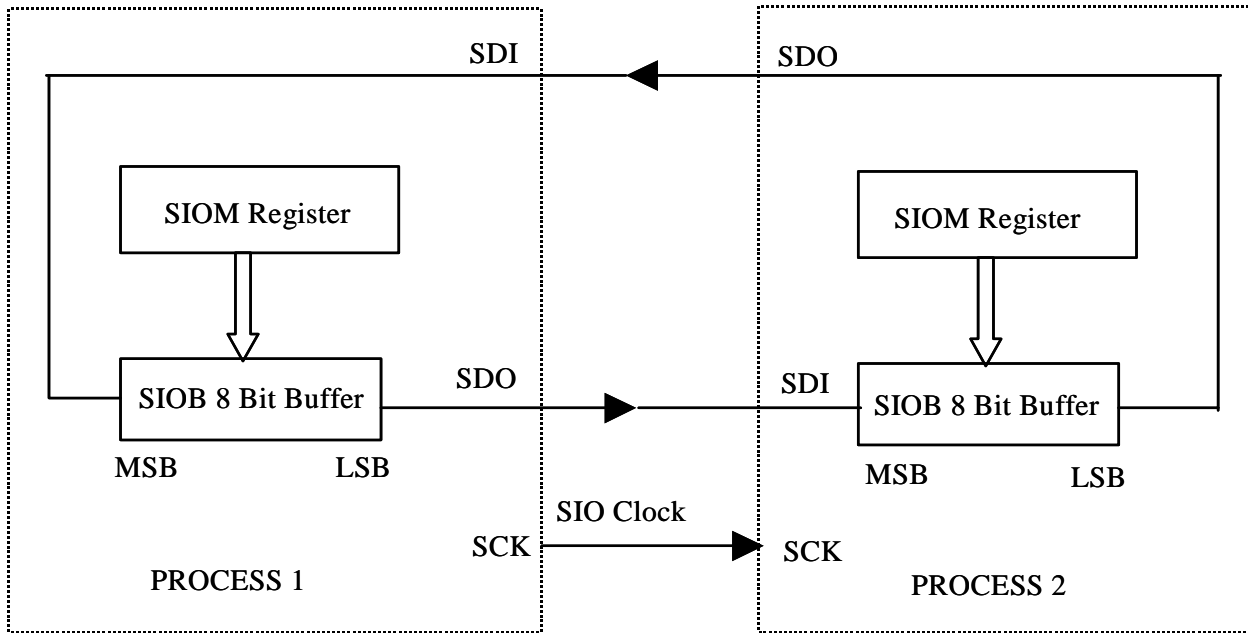 SDI
SDO
SIOM Register
SIOM Register
SDO
SDI
SIOB 8 Bit Buffer
SIOB 8 Bit Buffer
MSB
LSB
MSB
LSB
SIO Clock
SCK
SCK
PROCESS 1
PROCESS 2